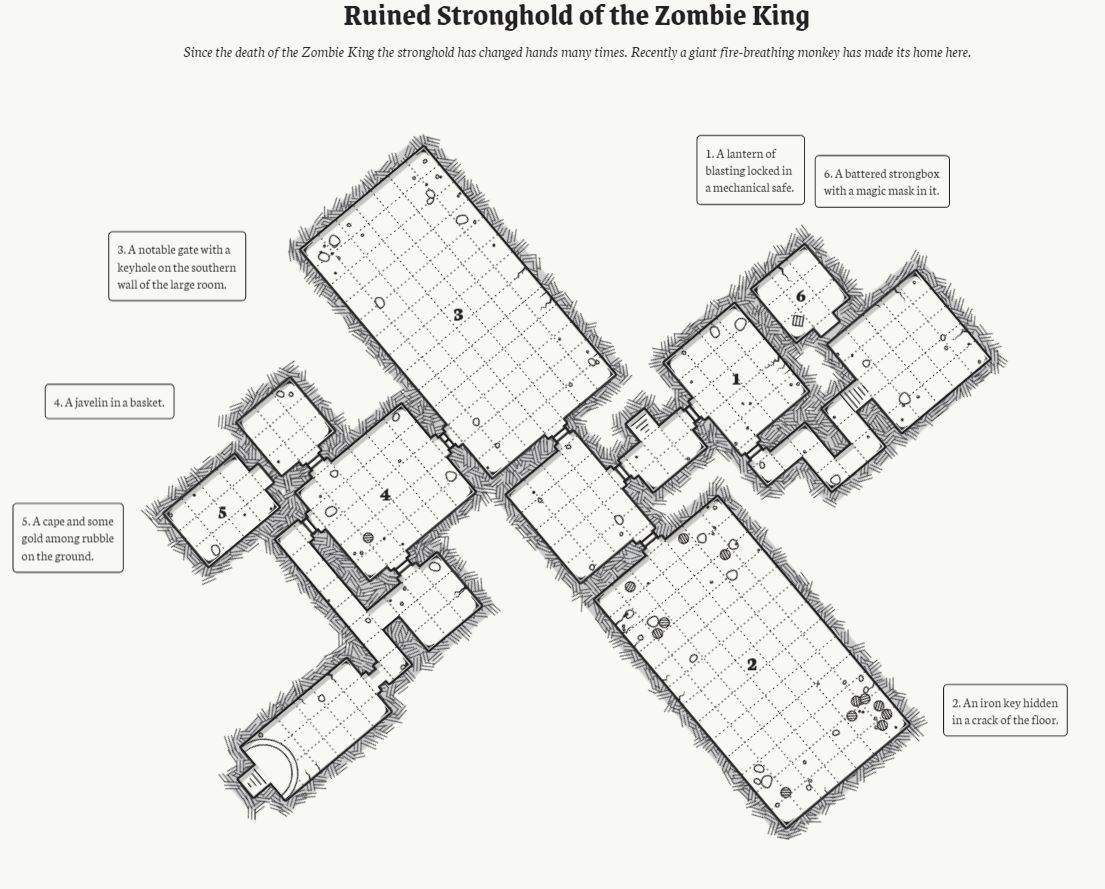 Ruined Stronghold of the Zombie King
Since the death of the Zombie King the stronghold has changed hands many times. Recently a giant fire-breathing monkey has made its home here.
1. A lantern of
blasting locked in
a mechanical safe.
6. A battered strongbox
with a magic mask in it.
3. A notable gate with a
keyhole on the southern
wall of the large room.
6
3
1
4. A javelin in a basket.
4
5
5. A cape and some
gold among rubble
on the ground.
2
2. An iron key hidden
in a crack of the floor.